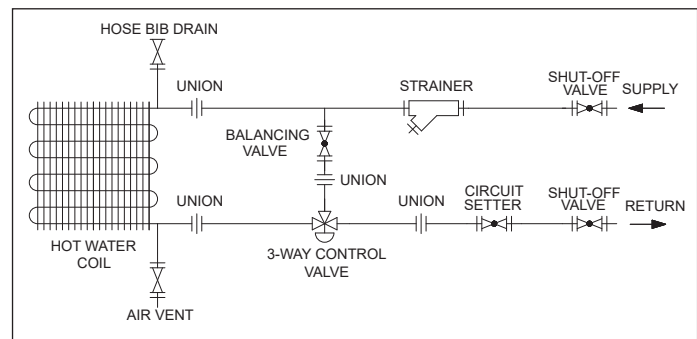 HOSE BIB DRAIN
UNION
STRAINER
SHUT-OFF
VALVE
SUPPLY
BALANCING
VALVE
UNION
UNION
UNION
CIRCUIT
SETTER
SHUT-OFF
VALVE
RETURN
HOT WATER
COIL
3-WAY CONTROL
VALVE
AIR VENT